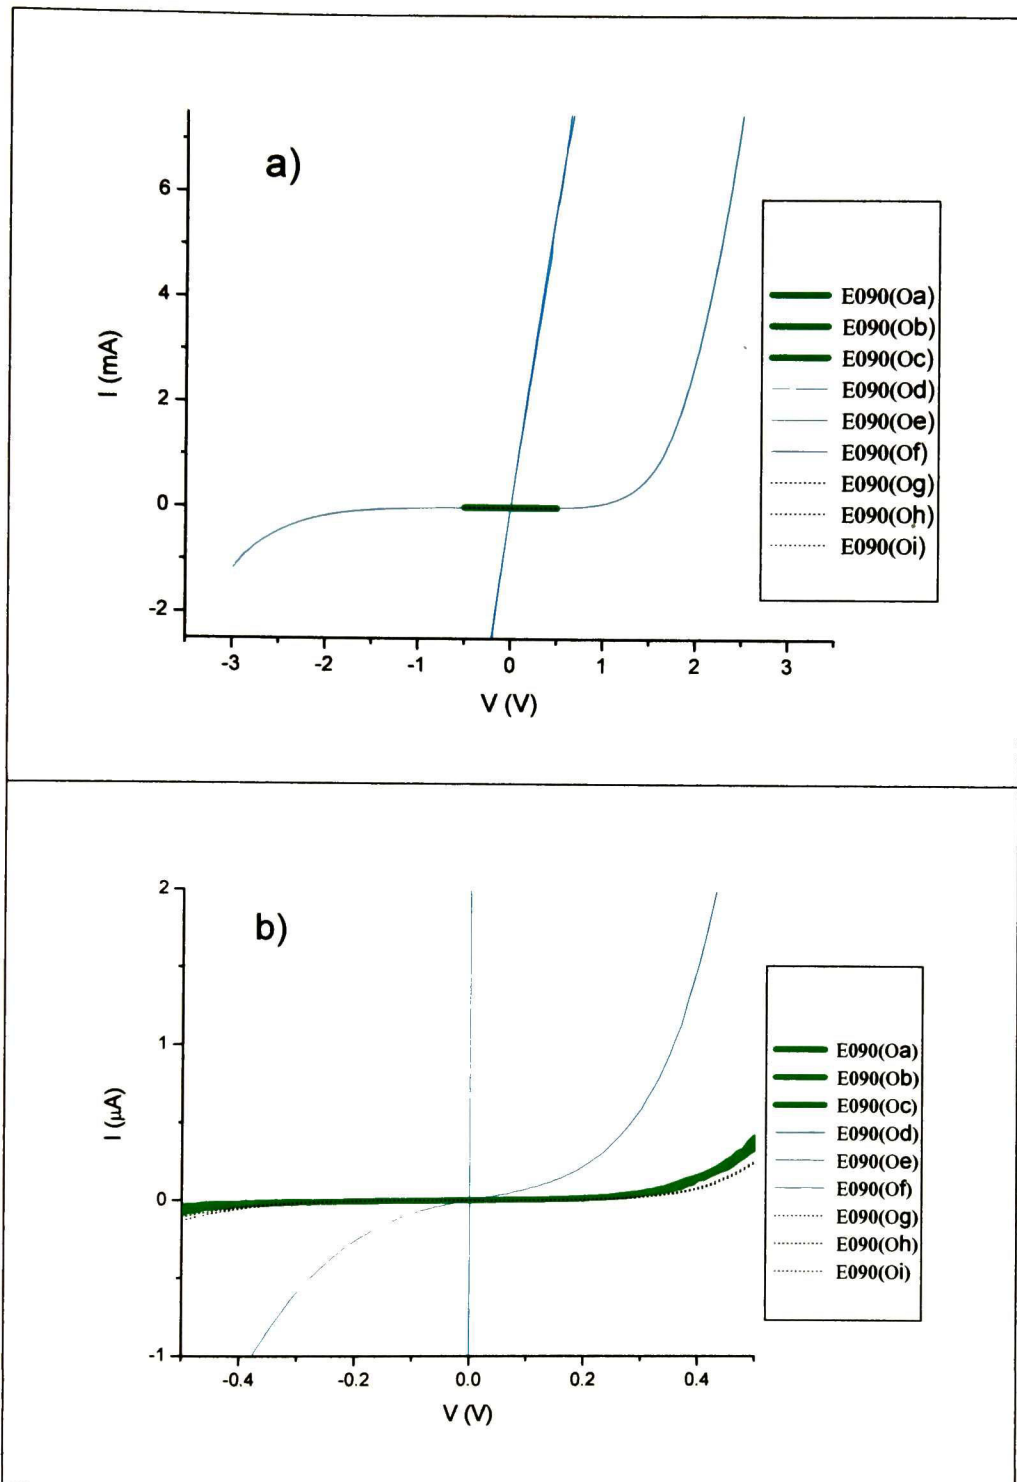 a)
6
4
2
0
-2
I (mA)
-3 -2 -1 0 1 2 3
V (V)
E090(Oa)
E090(Ob)
E090(Oc)
E090(Od)
E090(Oe)
E090(Of)
E090(Og)
E090(Oh)
E090(Oi)
b)
2
1
0
-1
I (μA)
-0.4 -0.2 0.0 0.2 0.4
V (V)
E090(Oa)
E090(Ob)
E090(Oc)
E090(Od)
E090(Oe)
E090(Of)
E090(Og)
E090(Oh)
E090(Oi)